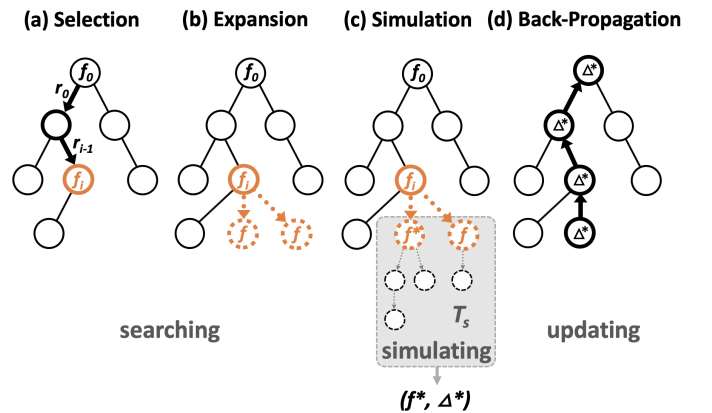 (a) Selection (b) Expansion (c) Simulation (d) Back-Propagation
f₀ f₀ f₀ Δ*
r₀
Δ*
rᵢ₋₁
fᵢ fᵢ fᵢ Δ*
f f f* f Δ*
Tₛ
searching simulating updating
(f*, Δ*)